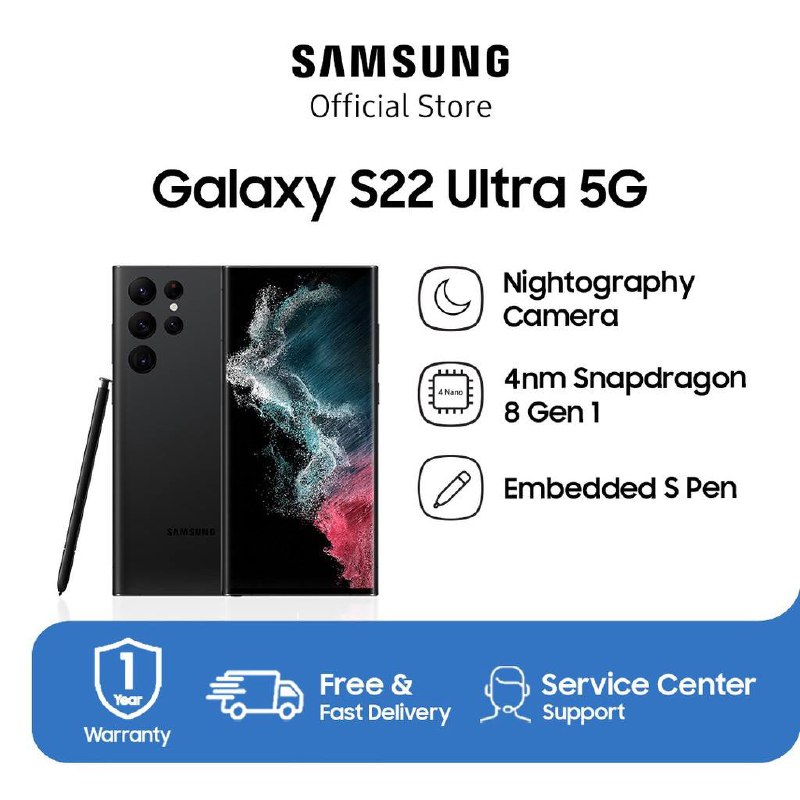 SAMSUNG
Official Store
Galaxy S22 Ultra 5G
Nightography
Camera
4 Nano
4nm Snapdragon
8 Gen 1
Embedded S Pen
SAMSUNG
1
Year
Warranty
Free &
Fast Delivery
Service Center
Support